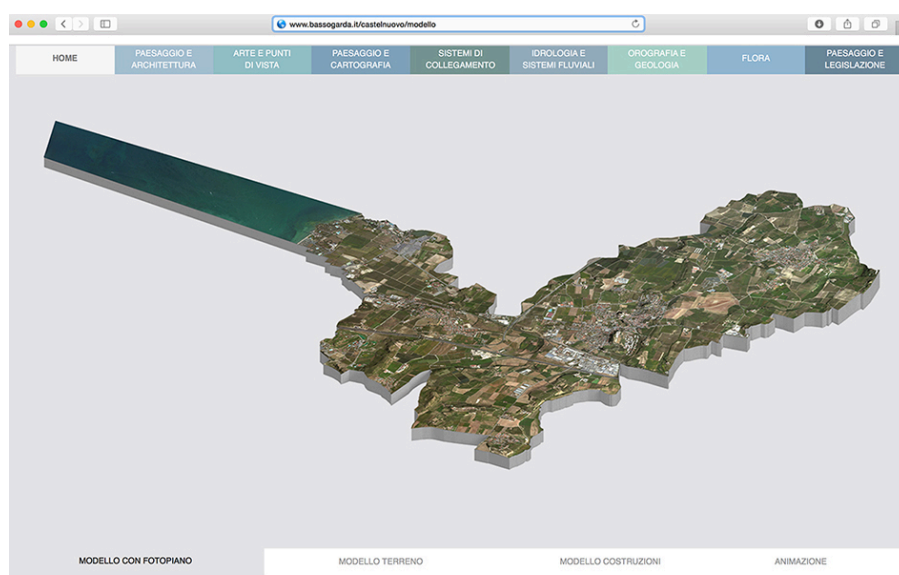 www.bassogarda.it/castelnuovo/modello
HOME
PAESAGGIO E
ARCHITETTURA
ARTE E PUNTI
DI VISTA
PAESAGGIO E
CARTOGRAFIA
SISTEMI DI
COLLEGAMENTO
IDROLOGIA E
SISTEMI FLUVIALI
OROGRAFIA E
GEOLOGIA
FLORA
PAESAGGIO E
LEGISLAZIONE
MODELLO CON FOTOPIANO
MODELLO TERRENO
MODELLO COSTRUZIONI
ANIMAZIONE